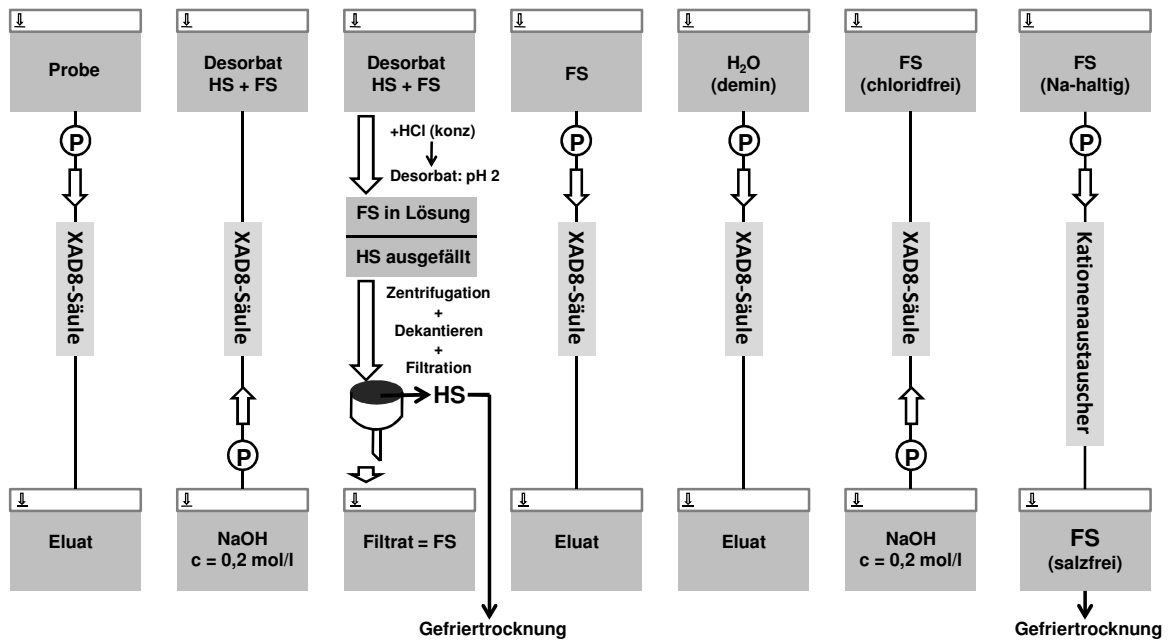 Probe
P
XAD8-Säule
Eluat
Desorbat
HS + FS
XAD8-Säule
P
NaOH
c = 0,2 mol/l
Desorbat
HS + FS
+HCl (konz)
Desorbat: pH 2
FS in Lösung
HS ausgefällt
Zentrifugation
+
Dekantieren
+
Filtration
HS
Filtrat = FS
Gefriertrocknung
FS
P
XAD8-Säule
Eluat
H₂O
(demin)
P
XAD8-Säule
Eluat
FS
(chloridfrei)
XAD8-Säule
P
NaOH
c = 0,2 mol/l
FS
(Na-haltig)
P
Kationenaustauscher
FS
(salzfrei)
Gefriertrocknung